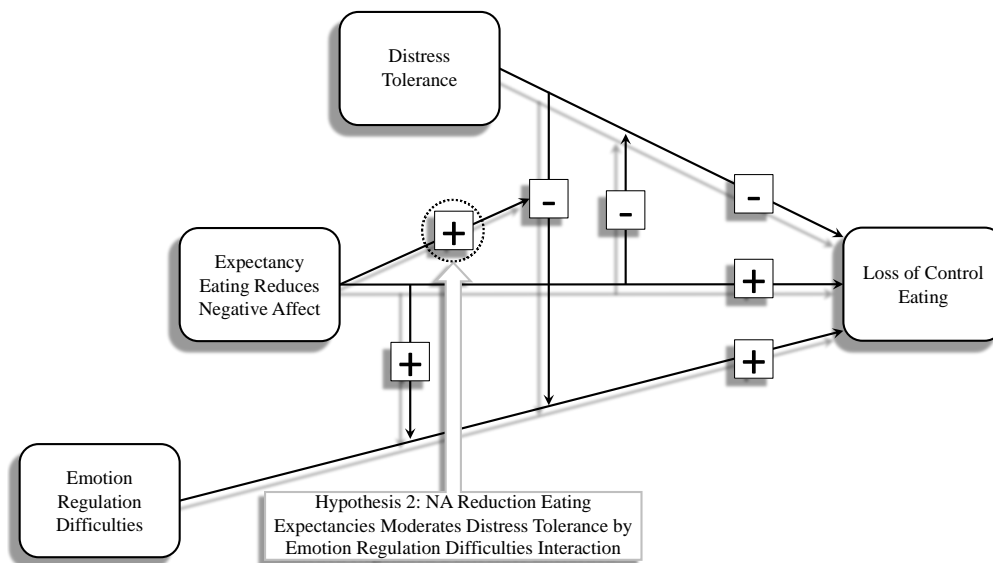 Distress
Tolerance
-
+
-
-
Expectancy
Eating Reduces
Negative Affect
+
Loss of Control
Eating
+
+
Emotion
Regulation
Difficulties
Hypothesis 2: NA Reduction Eating
Expectancies Moderates Distress Tolerance by
Emotion Regulation Difficulties Interaction